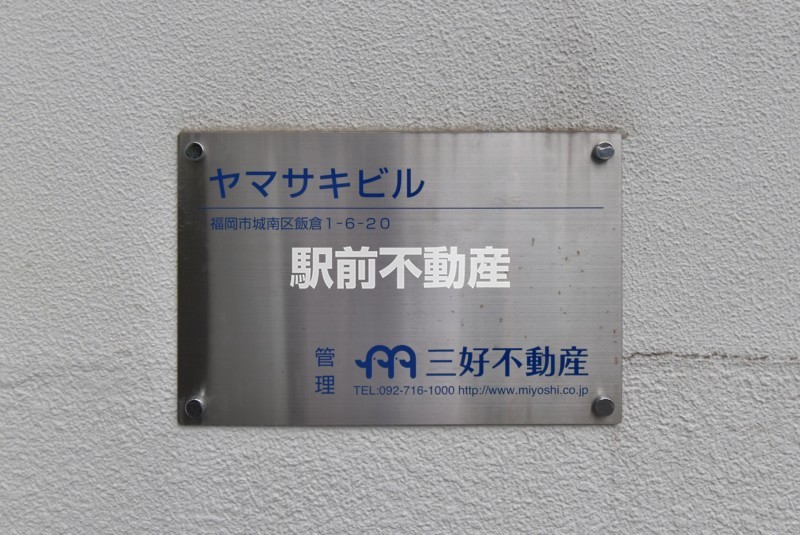 ヤマサキビル
福岡市城南区飯倉1-6-20
駅前不動産
管理
三好不動産
TEL:092-716-1000 http://www.miyoshi.co.jp